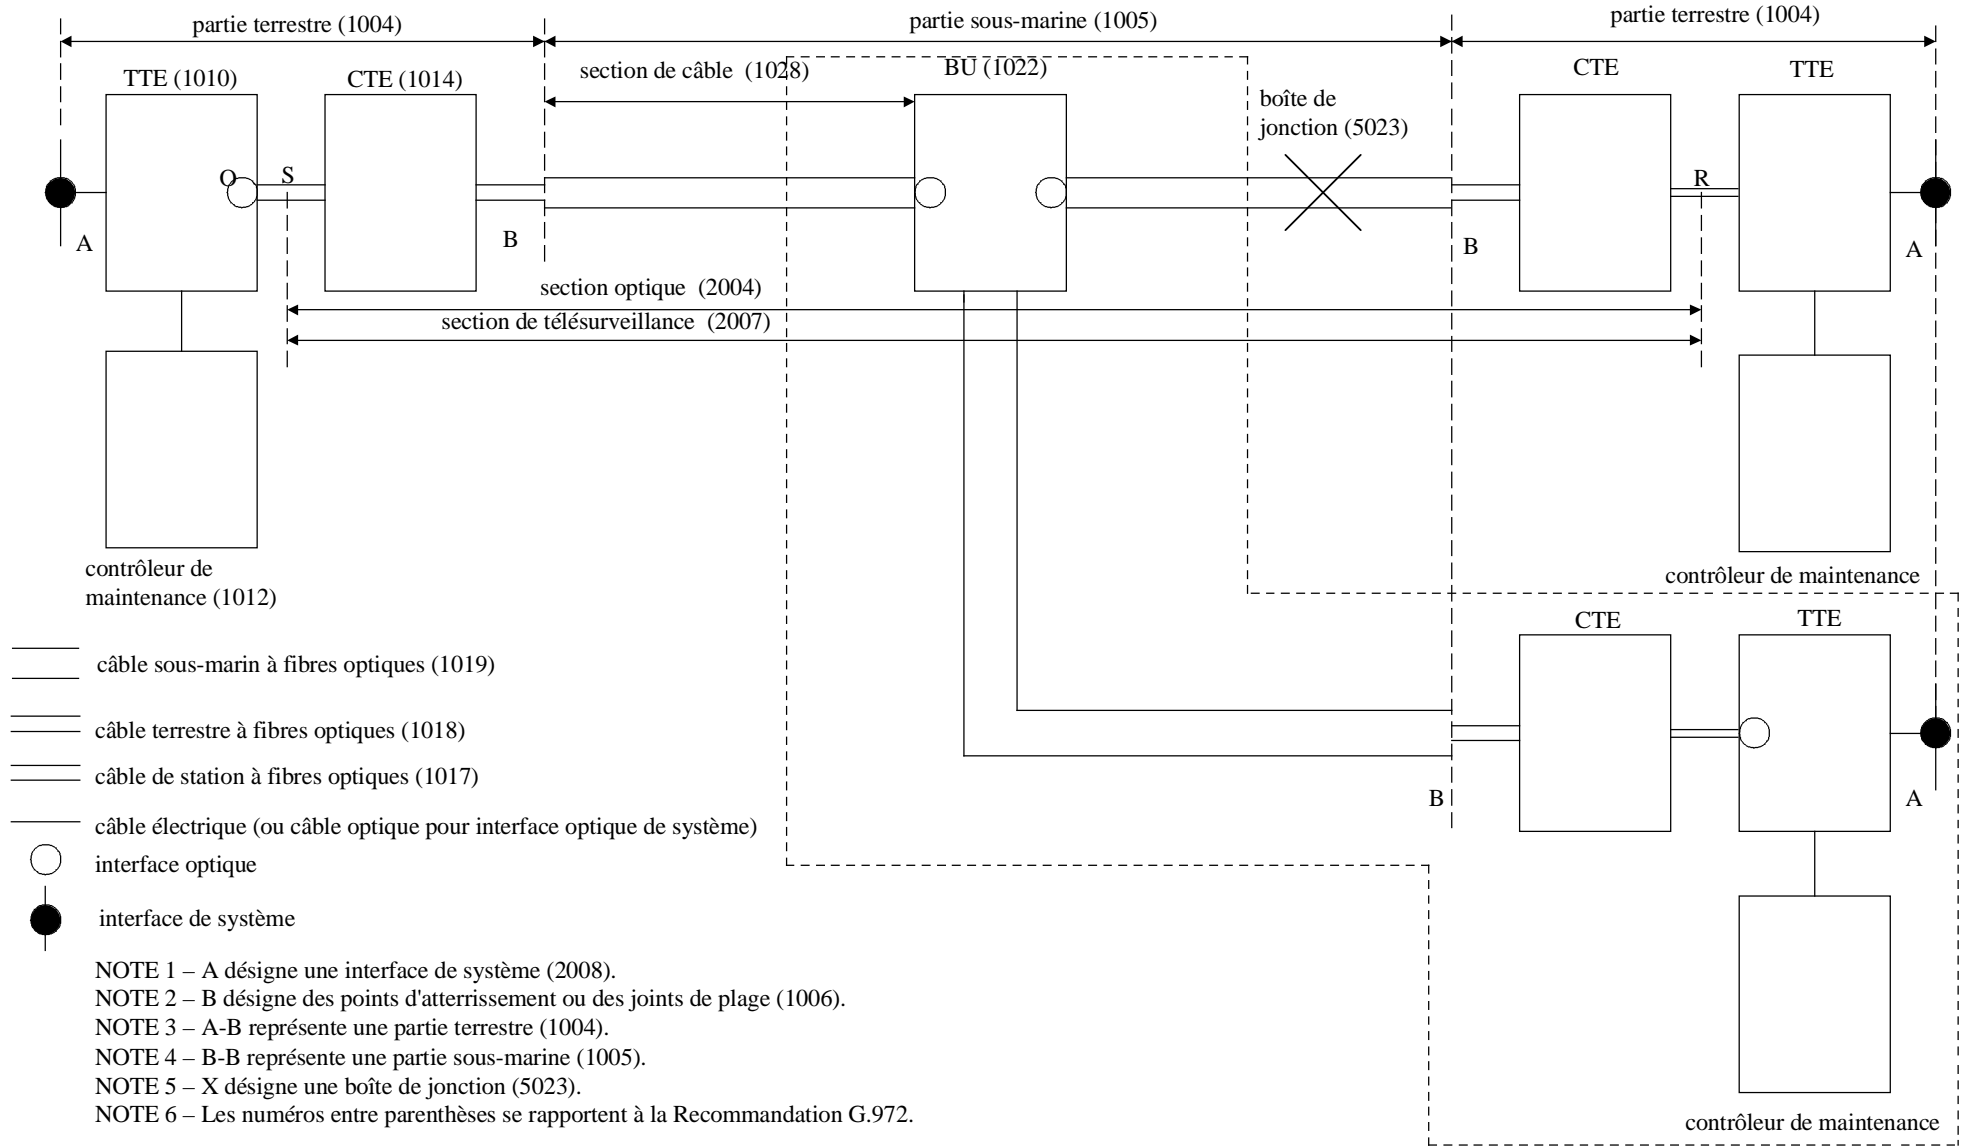 partie terrestre (1004)
partie sous-marine (1005)
partie terrestre (1004)
TTE (1010)
CTE (1014)
section de câble (1028)
BU (1022)
boîte de
jonction (5023)
CTE
TTE
O
S
R
A
B
B
A
section optique (2004)
section de télésurveillance (2007)
contrôleur de
maintenance (1012)
contrôleur de maintenance
CTE
TTE
B
A
contrôleur de maintenance
câble sous-marin à fibres optiques (1019)
câble terrestre à fibres optiques (1018)
câble de station à fibres optiques (1017)
câble électrique (ou câble optique pour interface optique de système)
interface optique
interface de système
NOTE 1 – A désigne une interface de système (2008).
NOTE 2 – B désigne des points d'atterrissement ou des joints de plage (1006).
NOTE 3 – A-B représente une partie terrestre (1004).
NOTE 4 – B-B représente une partie sous-marine (1005).
NOTE 5 – X désigne une boîte de jonction (5023).
NOTE 6 – Les numéros entre parenthèses se rapportent à la Recommandation G.972.